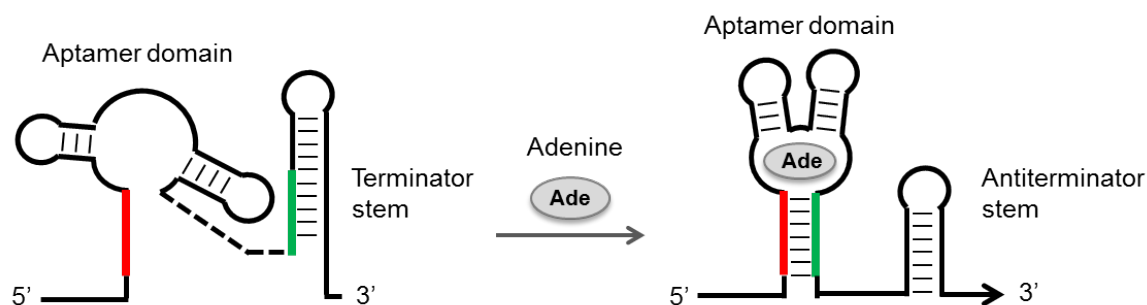 Aptamer domain
Terminator
stem
5’
3’
Adenine
Ade
Aptamer domain
Ade
Antiterminator
stem
5’
3’